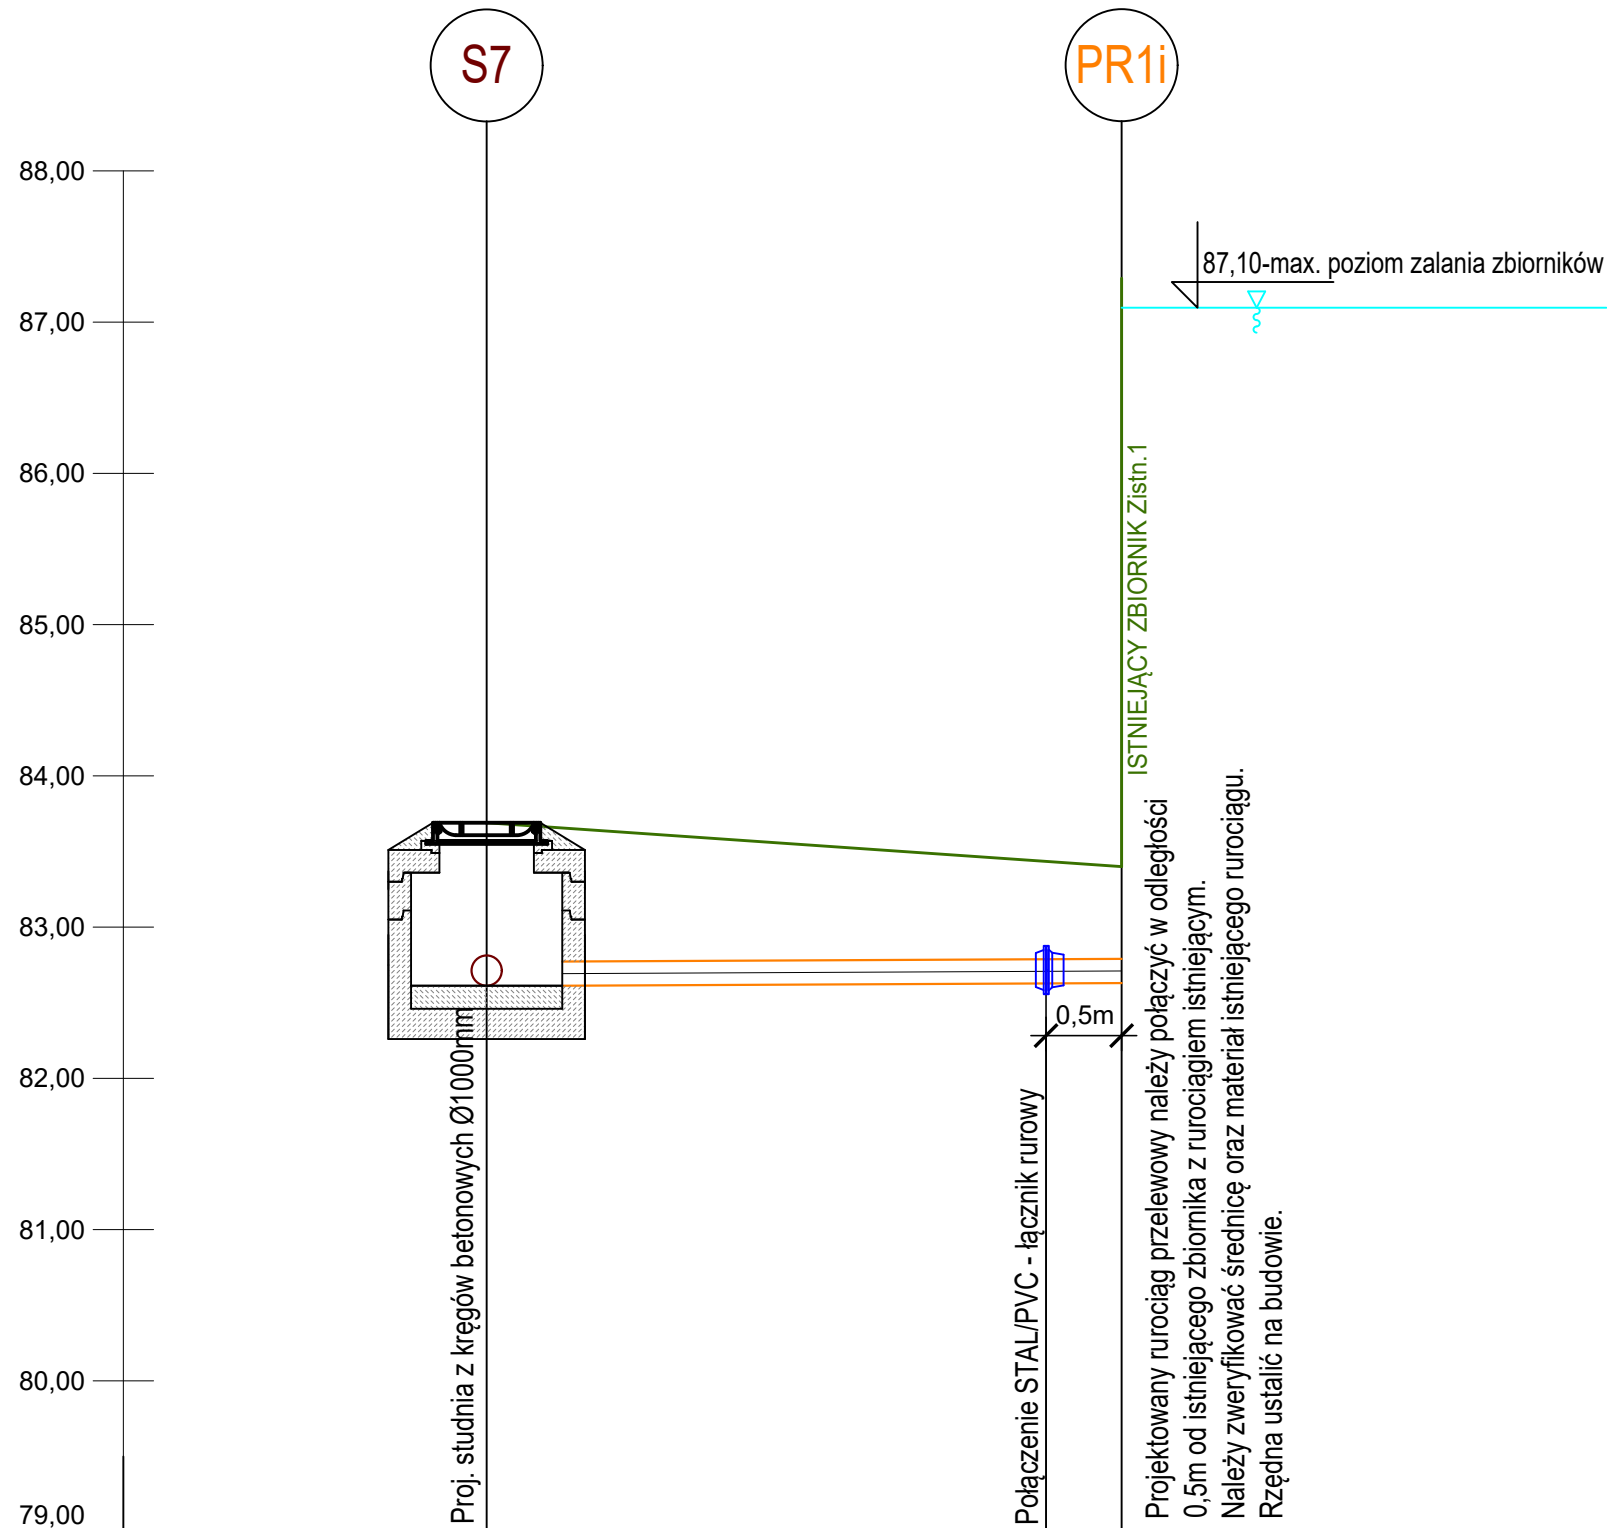 S7
PR1i
88,00
87,10-max. poziom zalania zbiorników
87,00
86,00
85,00
84,00
83,00
82,00
81,00
80,00
79,00
ISTNIEJĄCY ZBIORNIK Zistn.1
0,5m
Proj. studnia z kręgów betonowych Ø1000mm
Połączenie STAL/PVC - łącznik rurowy
Projektowany rurociąg przelewowy należy połączyć w odległości
0,5m od istniejącego zbiornika z rurociągiem istniejącym.
Należy zweryfikować średnicę oraz materiał istniejącego rurociągu.
Rzędna ustalić na budowie.